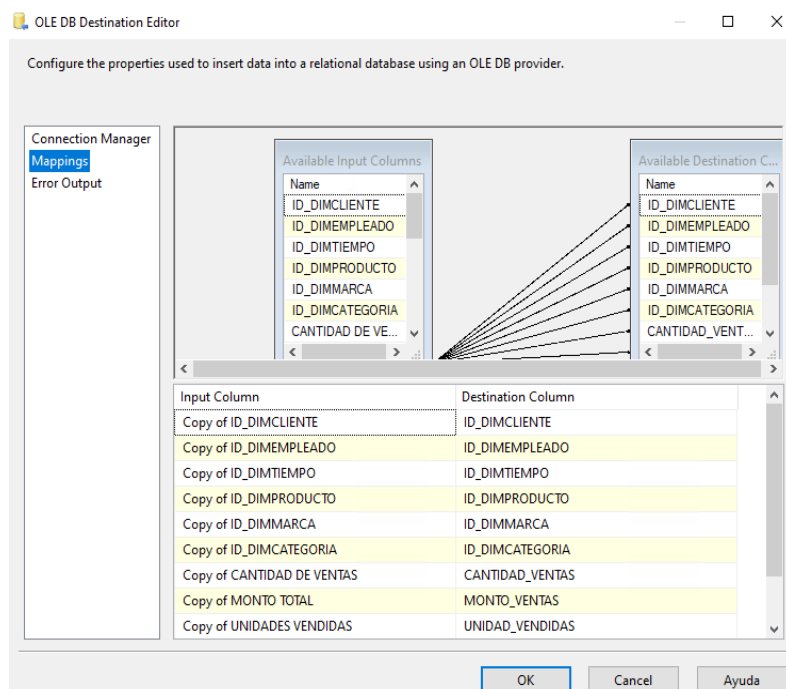 OLE DB Destination Editor
Configure the properties used to insert data into a relational database using an OLE DB provider.
Connection Manager
Mappings
Error Output
Available Input Columns
Name
ID_DIMCLIENTE
ID_DIMEMPLEADO
ID_DIMTIEMPO
ID_DIMPRODUCTO
ID_DIMMARCA
ID_DIMCATEGORIA
CANTIDAD DE VE...
Available Destination C...
Name
ID_DIMCLIENTE
ID_DIMEMPLEADO
ID_DIMTIEMPO
ID_DIMPRODUCTO
ID_DIMMARCA
ID_DIMCATEGORIA
CANTIDAD_VENT...
Input Column Destination Column
Copy of ID_DIMCLIENTE ID_DIMCLIENTE
Copy of ID_DIMEMPLEADO ID_DIMEMPLEADO
Copy of ID_DIMTIEMPO ID_DIMTIEMPO
Copy of ID_DIMPRODUCTO ID_DIMPRODUCTO
Copy of ID_DIMMARCA ID_DIMMARCA
Copy of ID_DIMCATEGORIA ID_DIMCATEGORIA
Copy of CANTIDAD DE VENTAS CANTIDAD_VENTAS
Copy of MONTO TOTAL MONTO_VENTAS
Copy of UNIDADES VENDIDAS UNIDAD_VENDIDAS
OK Cancel Ayuda